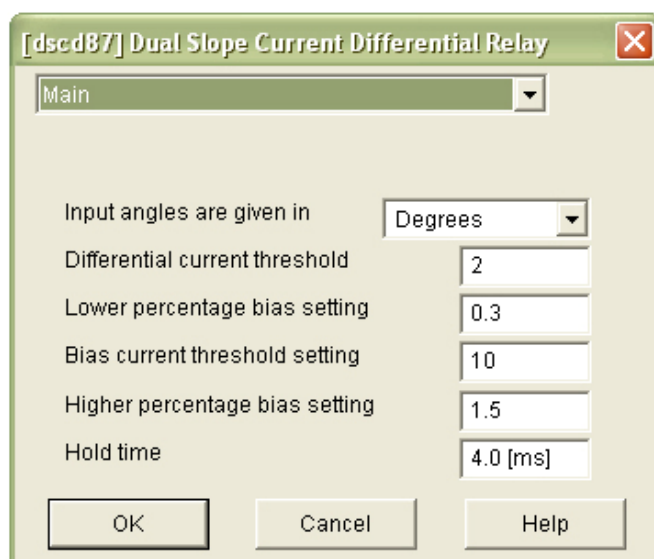 [dscd87] Dual Slope Current Differential Relay
Main
Input angles are given in Degrees
Differential current threshold 2
Lower percentage bias setting 0.3
Bias current threshold setting 10
Higher percentage bias setting 1.5
Hold time 4.0 [ms]
OK Cancel Help